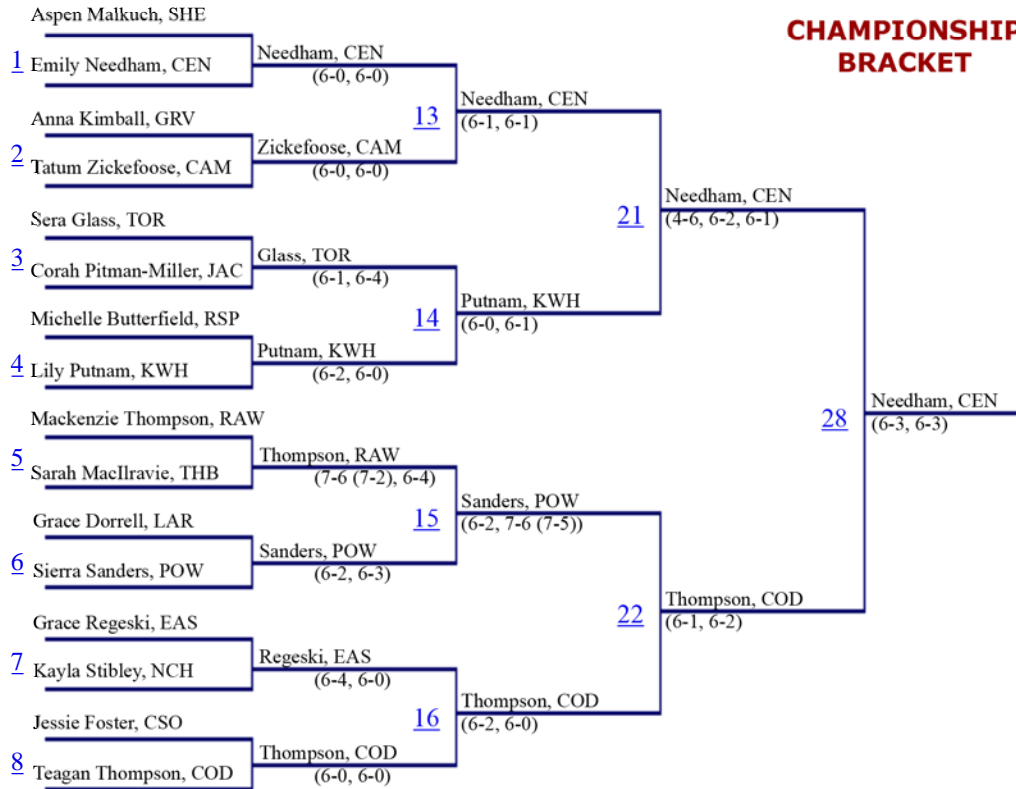 Aspen Malkuch, SHE
CHAMPIONSHIP
BRACKET
1
Emily Needham, CEN
Needham, CEN
(6-0, 6-0)
13
Needham, CEN
(6-1, 6-1)
Anna Kimball, GRV
2
Tatum Zickefoose, CAM
Zickefoose, CAM
(6-0, 6-0)
21
Needham, CEN
(4-6, 6-2, 6-1)
Sera Glass, TOR
3
Corah Pitman-Miller, JAC
Glass, TOR
(6-1, 6-4)
14
Putnam, KWH
(6-0, 6-1)
Michelle Butterfield, RSP
4
Lily Putnam, KWH
Putnam, KWH
(6-2, 6-0)
28
Needham, CEN
(6-3, 6-3)
Mackenzie Thompson, RAW
5
Sarah MacIlravie, THB
Thompson, RAW
(7-6 (7-2), 6-4)
15
Sanders, POW
(6-2, 7-6 (7-5))
Grace Dorrell, LAR
6
Sierra Sanders, POW
Sanders, POW
(6-2, 6-3)
22
Thompson, COD
(6-1, 6-2)
Grace Regeski, EAS
7
Kayla Stibley, NCH
Regeski, EAS
(6-4, 6-0)
16
Thompson, COD
(6-2, 6-0)
Jessie Foster, CSO
8
Teagan Thompson, COD
Thompson, COD
(6-0, 6-0)